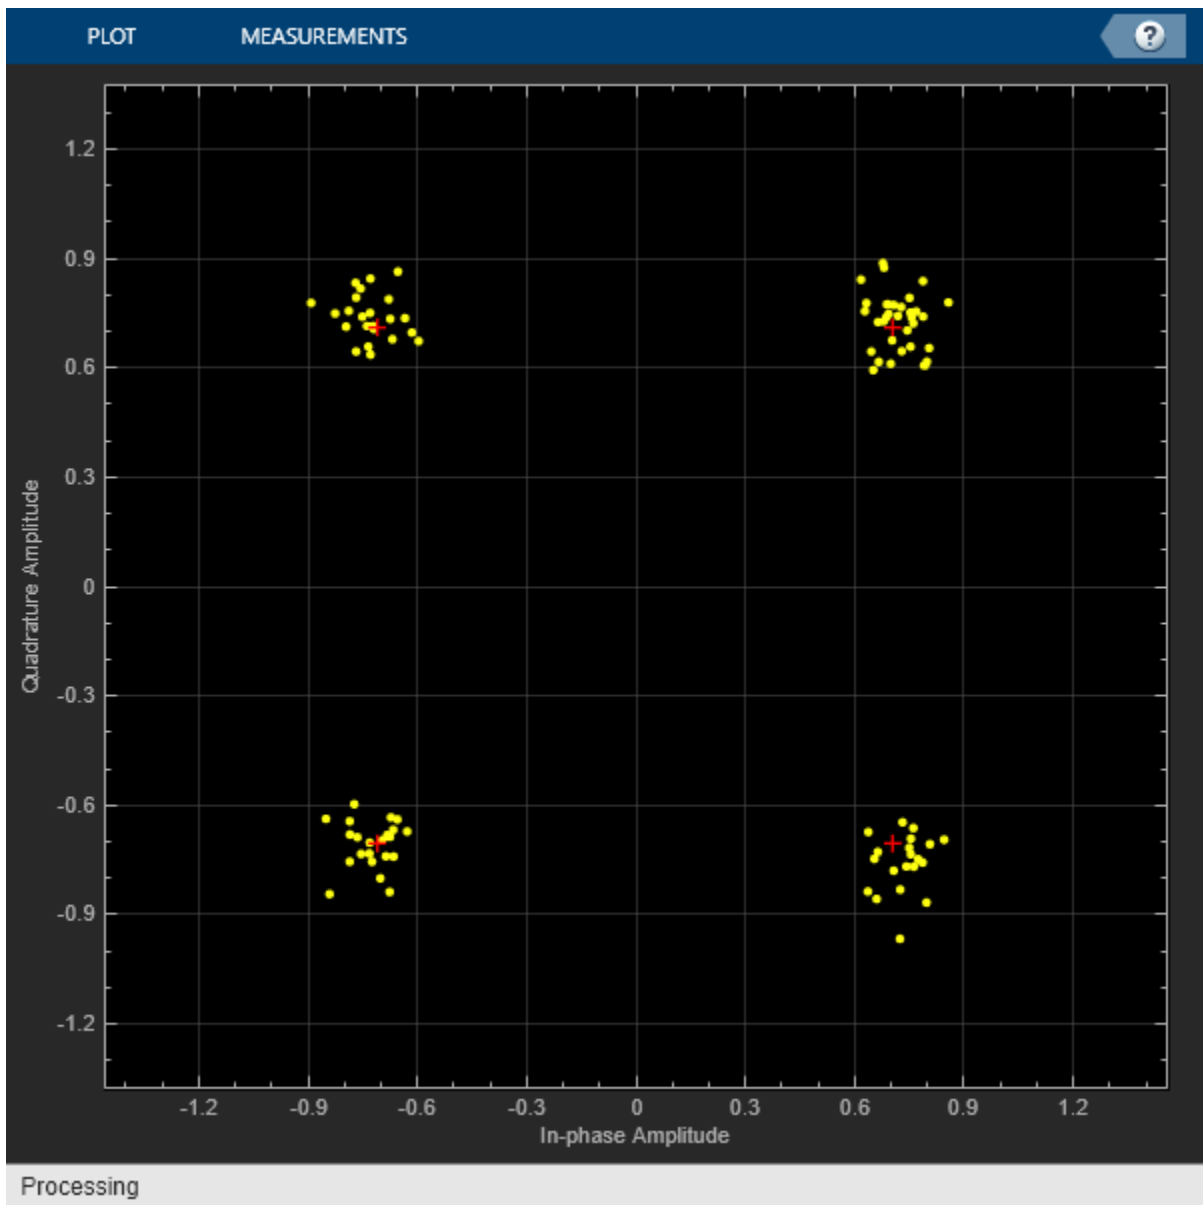 PLOT MEASUREMENTS ?
1.2
0.9
0.6
0.3
0
-0.3
-0.6
-0.9
-1.2
Quadrature Amplitude
-1.2 -0.9 -0.6 -0.3 0 0.3 0.6 0.9 1.2
In-phase Amplitude
Processing